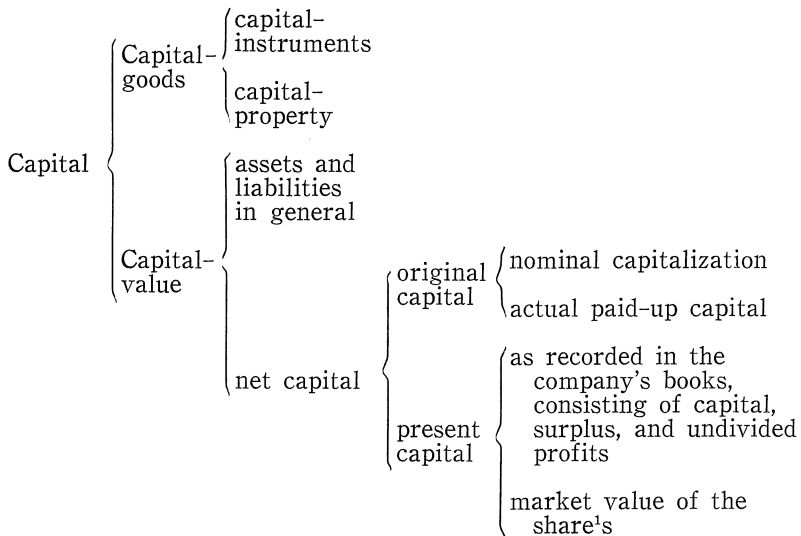 capital-
instruments
Capital-
goods
capital-
property
Capital
assets and
liabilities
in general
Capital-
value
original
capital
nominal capitalization
actual paid-up capital
net capital
as recorded in the
company's books,
consisting of capital,
surplus, and undivided
profits
present
capital
market value of the
share¹s